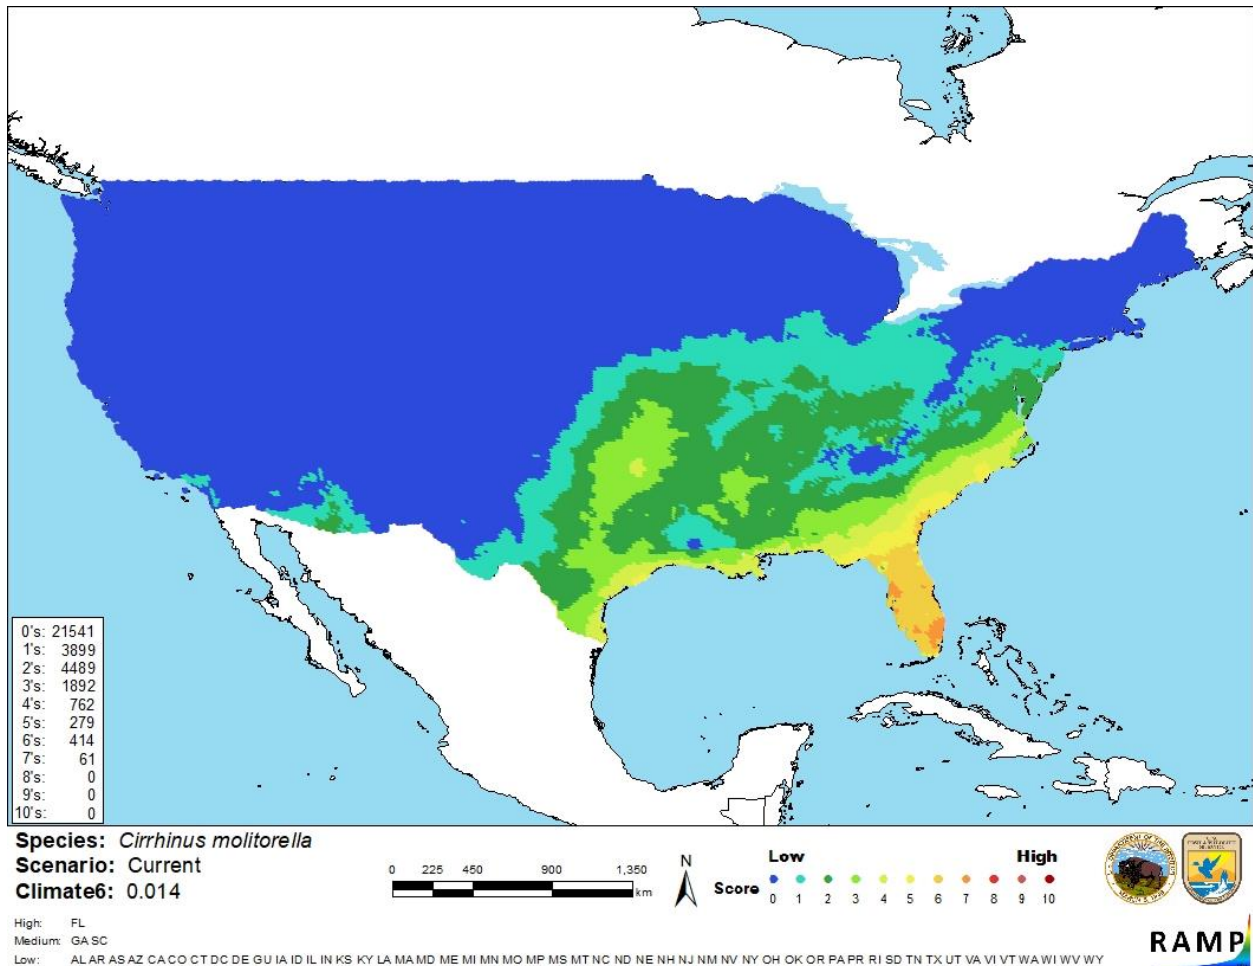 0's: 21541
1's: 3899
2's: 4489
3's: 1892
4's: 762
5's: 279
6's: 414
7's: 61
8's: 0
9's: 0
10's: 0
Species: Cirrhinus molitorella
Scenario: Current
Climate6: 0.014
0 225 450 900 1,350
km
N
Low High
Score
0 1 2 3 4 5 6 7 8 9 10
High: FL
Medium: GA SC
Low: AL AR AS AZ CA CO CT DC DE GU IA ID IL IN KS KY LA MA MD ME MI MN MO MP MS MT NC ND NE NH NJ NM NV NY OH OK OR PA PR RI SD TN TX UT VA VI VT WA WI WV WY
RAMP